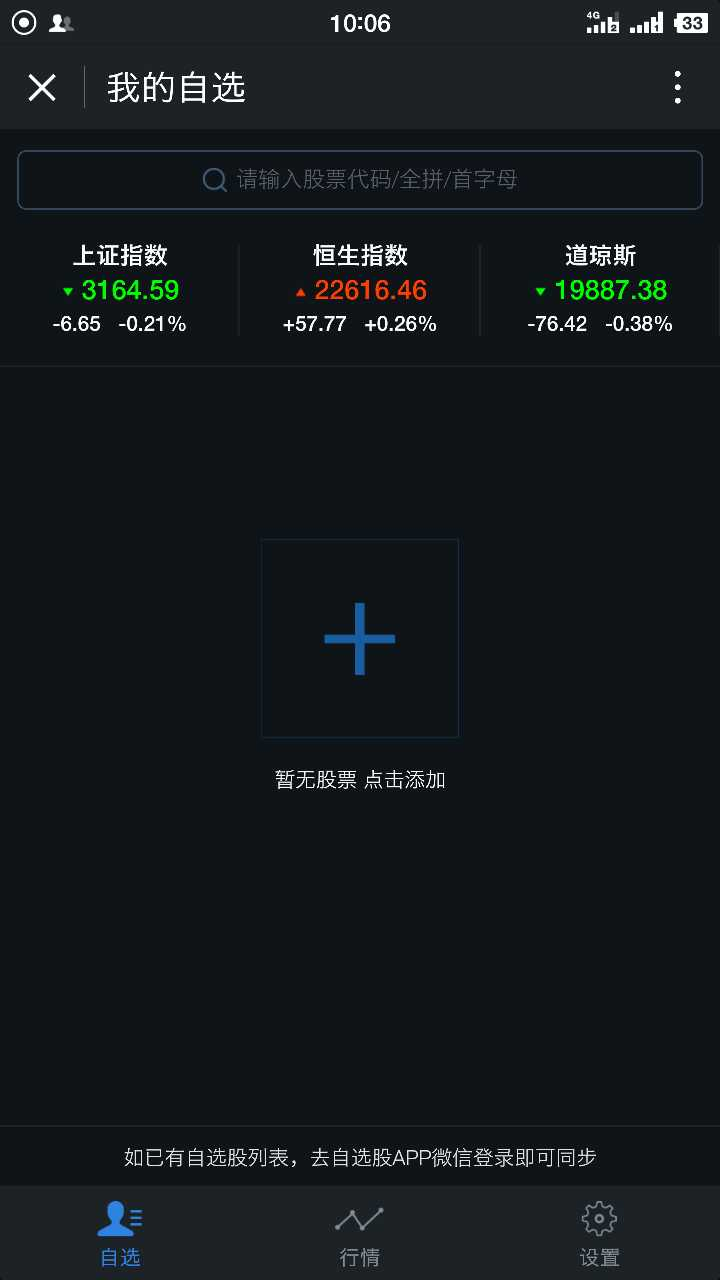 10:06
4G 2 1 33
我的自选
请输入股票代码/全拼/首字母
上证指数 恒生指数 道琼斯
3164.59 22616.46 19887.38
-6.65 -0.21% +57.77 +0.26% -76.42 -0.38%
暂无股票 点击添加
如已有自选股列表，去自选股APP微信登录即可同步
自选 行情 设置